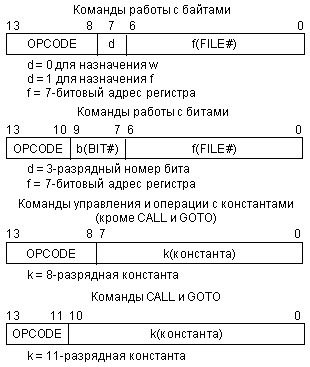 Команды работы с байтами
13 8 7 6 0
OPCODE d f(FILE#)
d = 0 для назначения w
d = 1 для назначения f
f = 7-битовый адрес регистра
Команды работы с битами
13 10 9 7 6 0
OPCODE b(BIT#) f(FILE#)
d = 3-разрядный номер бита
f = 7-битовый адрес регистра
Команды управления и операции с константами
(кроме CALL и GOTO)
13 8 7 0
OPCODE k(константа)
k = 8-разрядная константа
Команды CALL и GOTO
13 11 10 0
OPCODE k(константа)
k = 11-разрядная константа